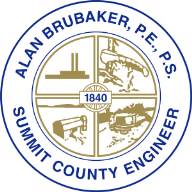 ALAN BRUBAKER, P.E., P.S.
1840
SUMMIT COUNTY ENGINEER